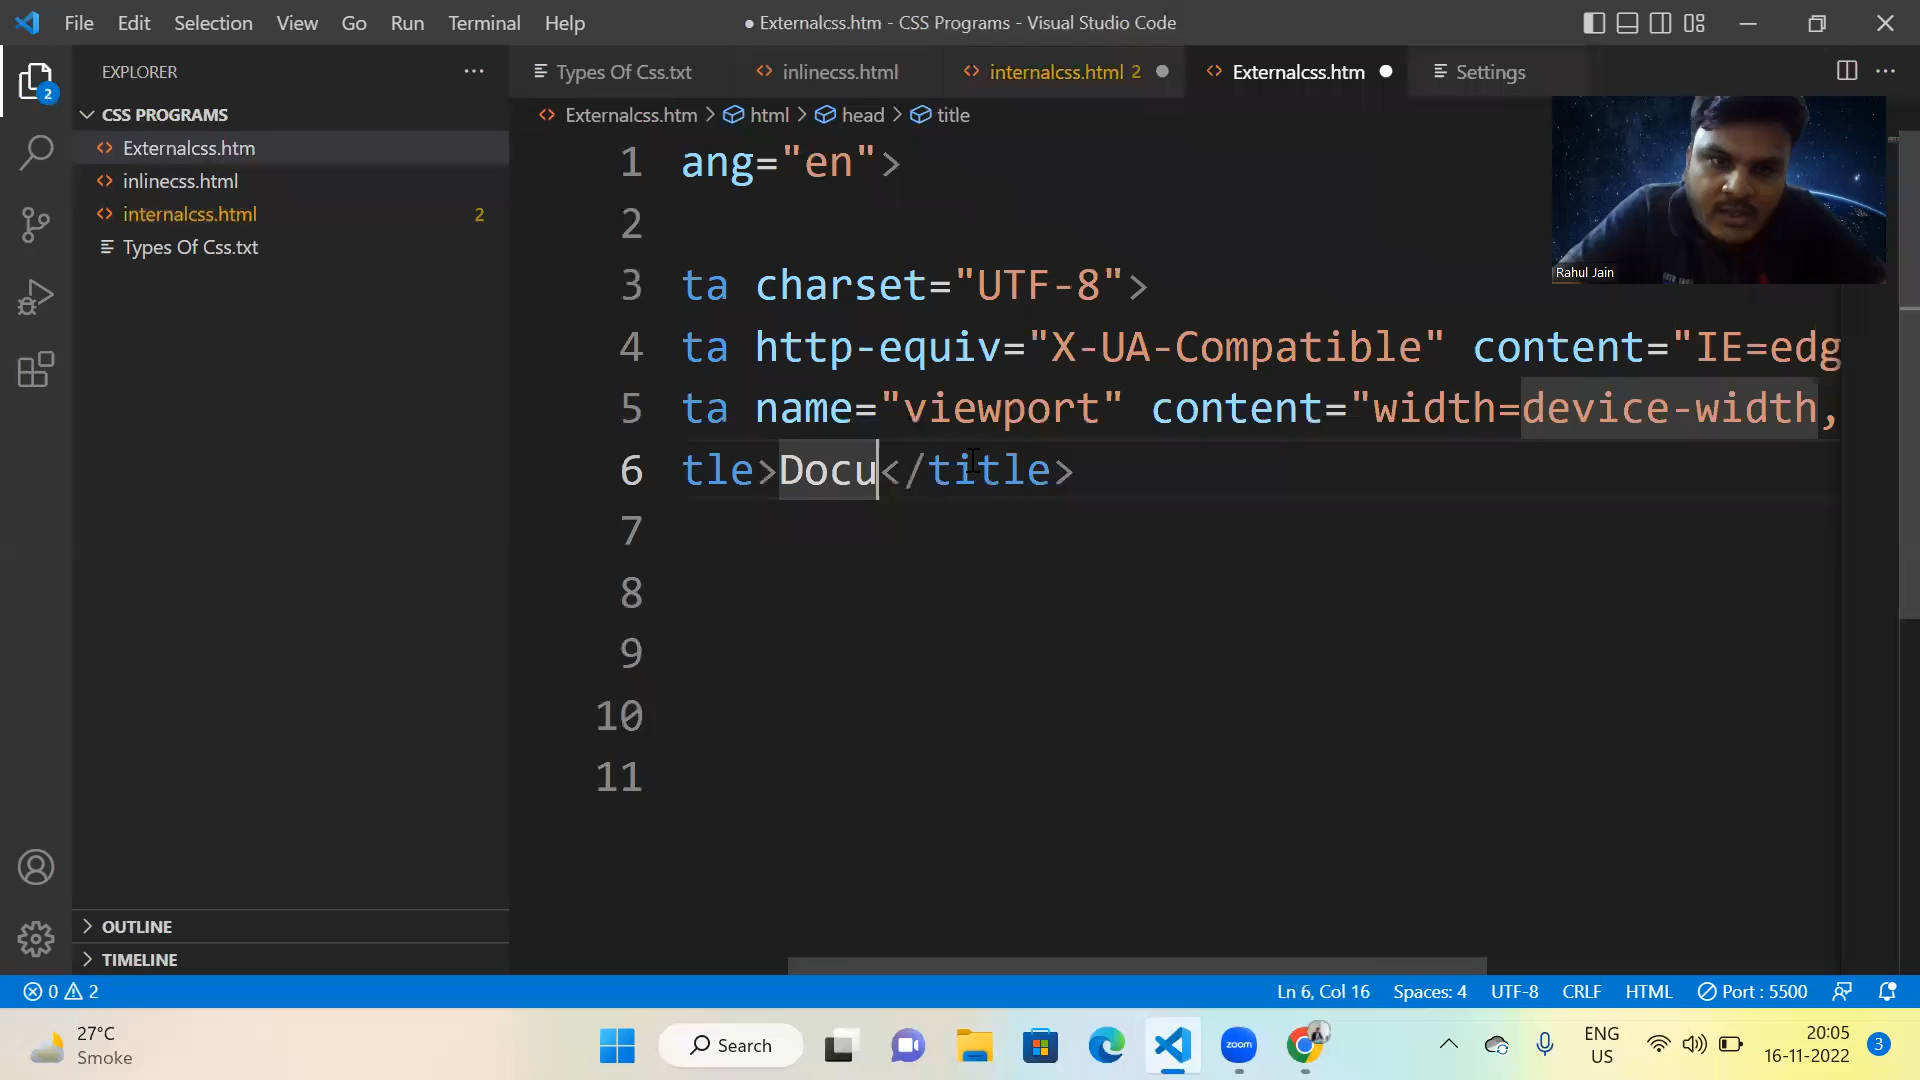 File Edit Selection View Go Run Terminal Help
● Externalcss.htm - CSS Programs - Visual Studio Code
EXPLORER
Types Of Css.txt
inlinecss.html
internalcss.html 2
Externalcss.htm
Settings
2
CSS PROGRAMS
Externalcss.htm
inlinecss.html
internalcss.html 2
Types Of Css.txt
OUTLINE
TIMELINE
Externalcss.htm > html > head > title
1 ang="en">
2
3 ta charset="UTF-8">
4 ta http-equiv="X-UA-Compatible" content="IE=edg
5 ta name="viewport" content="width=device-width,
6 tle>Docu</title>
7
8
9
10
11
Rahul Jain
0 2
Ln 6, Col 16 Spaces: 4 UTF-8 CRLF HTML Port : 5500
27°C
Smoke
Search
zoom
ENG
US
20:05
16-11-2022
3